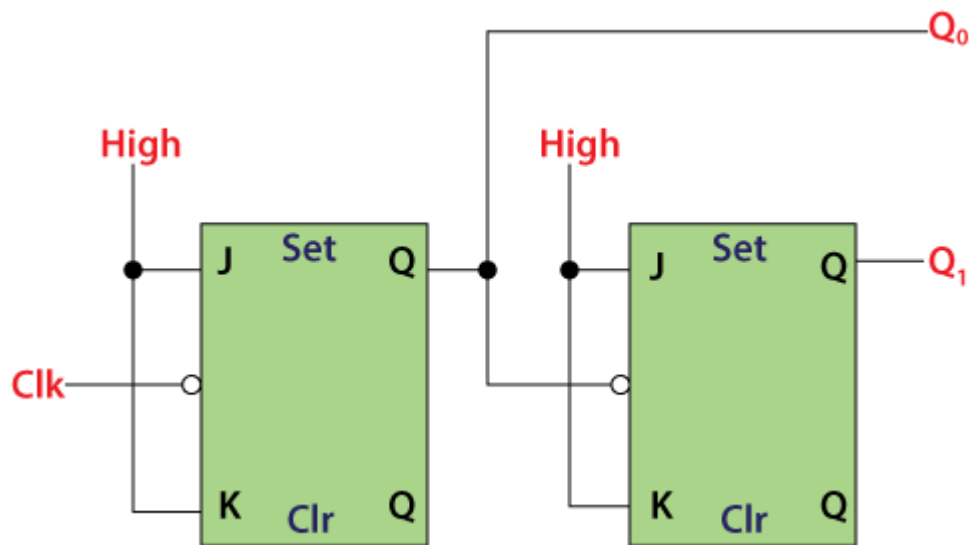 Q₀
High
High
J Set Q
J Set Q
Q₁
Clk
K Clr Q
K Clr Q